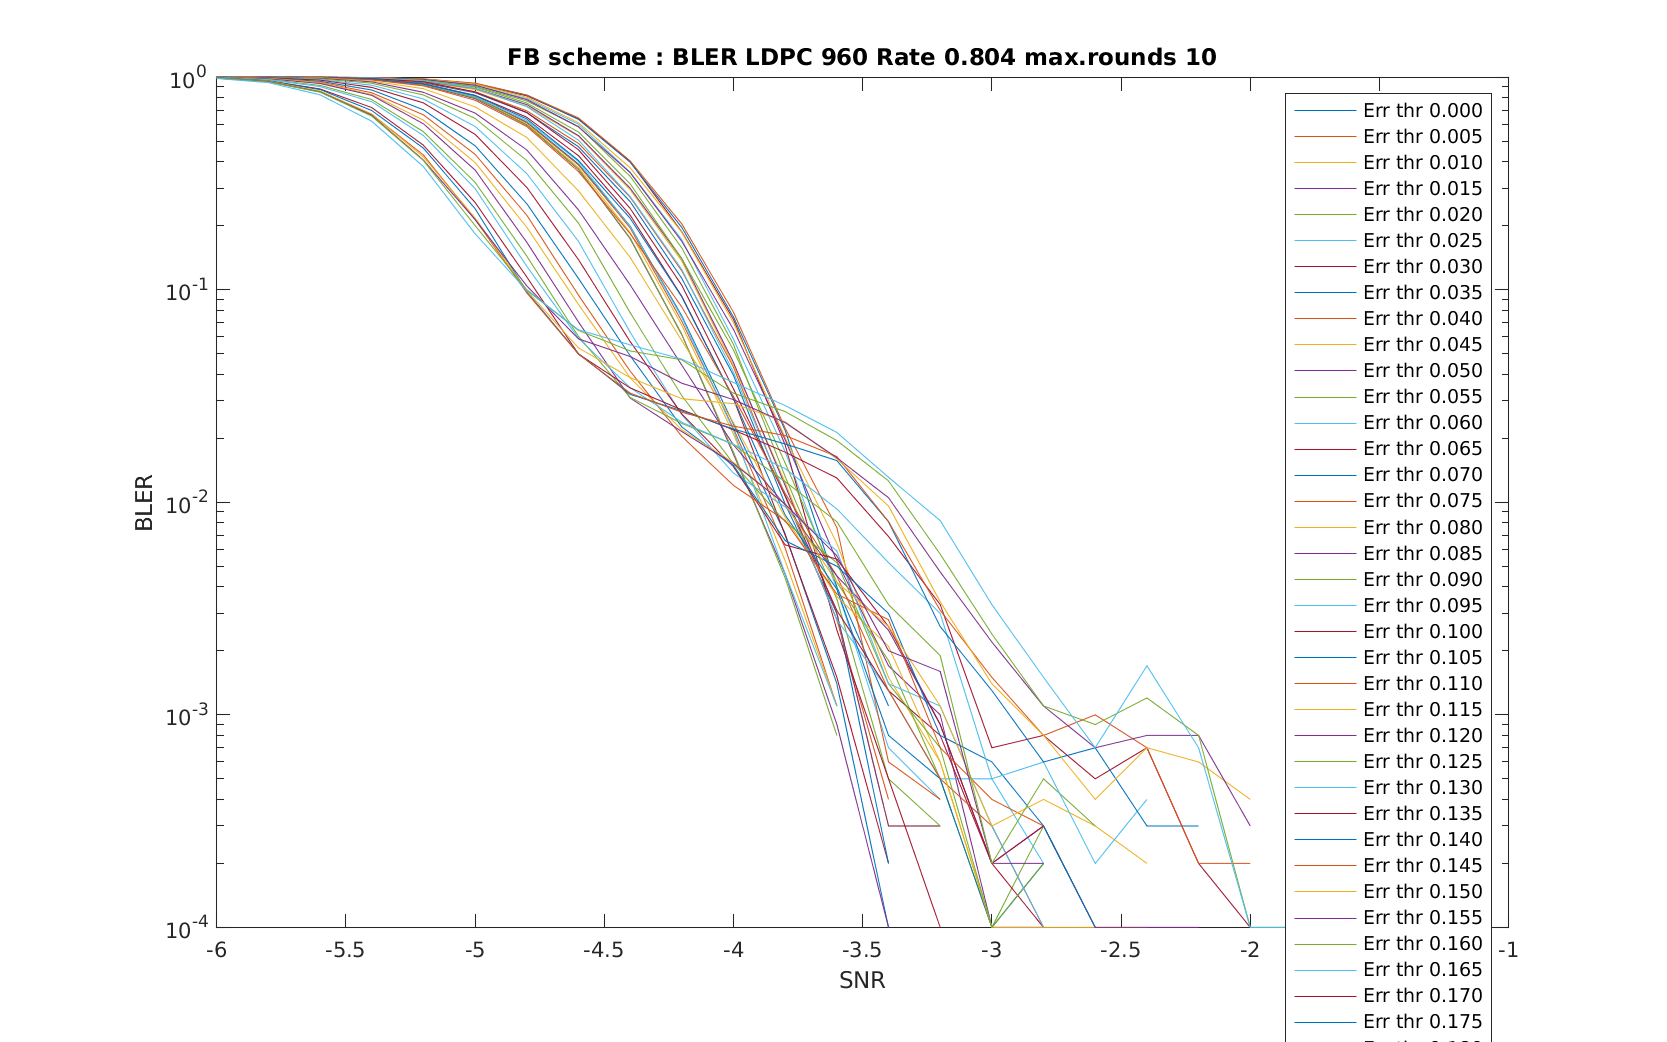 FB scheme : BLER LDPC 960 Rate 0.804 max.rounds 10
10^0
10^-1
10^-2
10^-3
10^-4
BLER
-6 -5.5 -5 -4.5 -4 -3.5 -3 -2.5 -2 -1
SNR
Err thr 0.000
Err thr 0.005
Err thr 0.010
Err thr 0.015
Err thr 0.020
Err thr 0.025
Err thr 0.030
Err thr 0.035
Err thr 0.040
Err thr 0.045
Err thr 0.050
Err thr 0.055
Err thr 0.060
Err thr 0.065
Err thr 0.070
Err thr 0.075
Err thr 0.080
Err thr 0.085
Err thr 0.090
Err thr 0.095
Err thr 0.100
Err thr 0.105
Err thr 0.110
Err thr 0.115
Err thr 0.120
Err thr 0.125
Err thr 0.130
Err thr 0.135
Err thr 0.140
Err thr 0.145
Err thr 0.150
Err thr 0.155
Err thr 0.160
Err thr 0.165
Err thr 0.170
Err thr 0.175